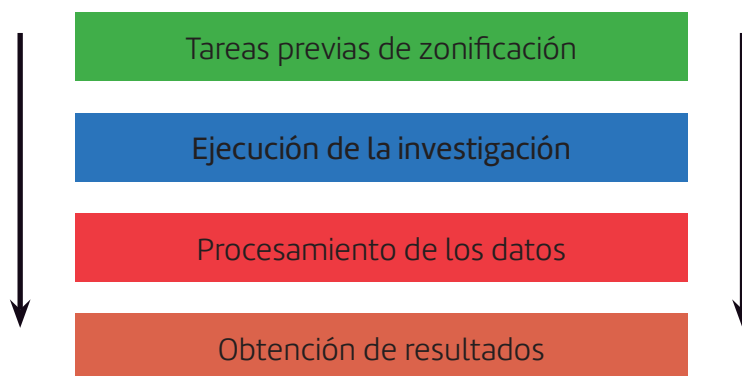 Tareas previas de zonificación
Ejecución de la investigación
Procesamiento de los datos
Obtención de resultados